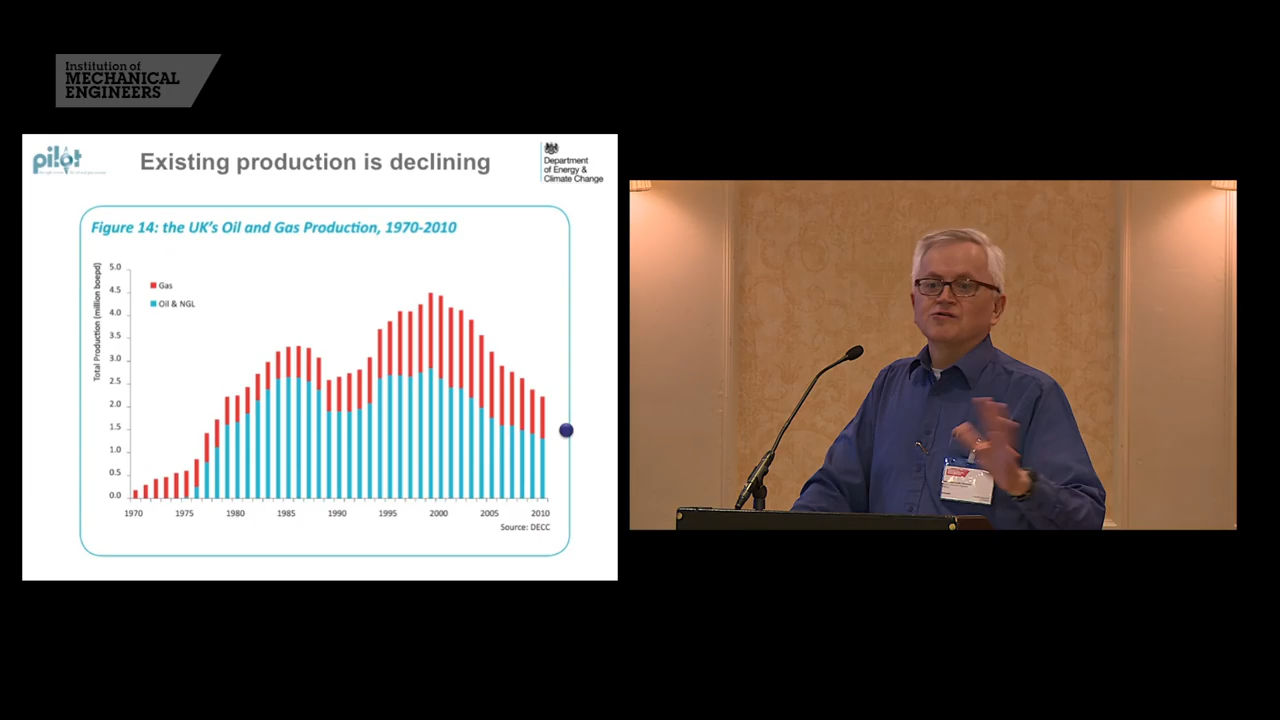 Institution of
MECHANICAL
ENGINEERS
pilot
Existing production is declining
Department
of Energy &
Climate Change
Figure 14: the UK's Oil and Gas Production, 1970-2010
Total Production (million boepd)
5.0
4.5
4.0
3.5
3.0
2.5
2.0
1.5
1.0
0.5
0.0
Gas
Oil & NGL
1970 1975 1980 1985 1990 1995 2000 2005 2010
Source: DECC